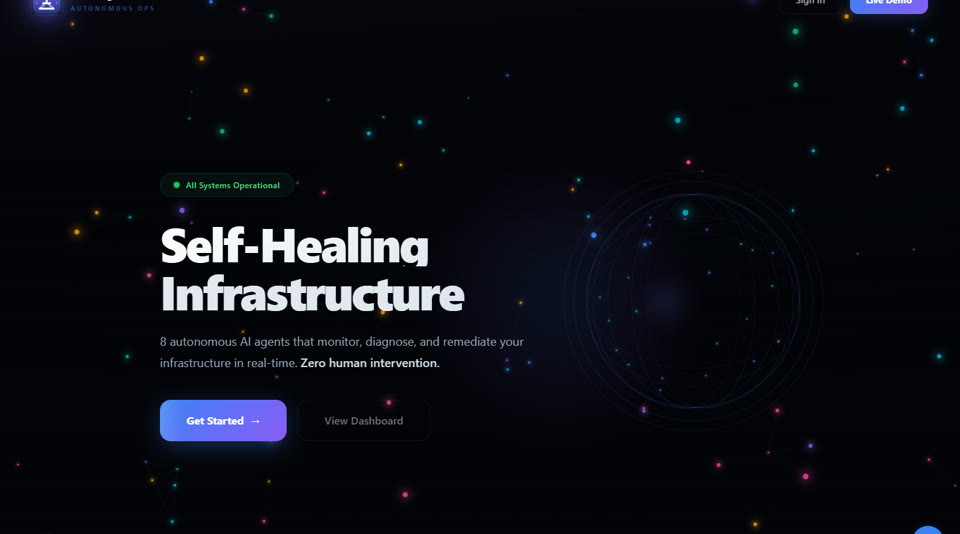 AUTONOMOUS OPS
Sign In
Live Demo
All Systems Operational
Self-Healing
Infrastructure
8 autonomous AI agents that monitor, diagnose, and remediate your
infrastructure in real-time. Zero human intervention.
Get Started →
View Dashboard